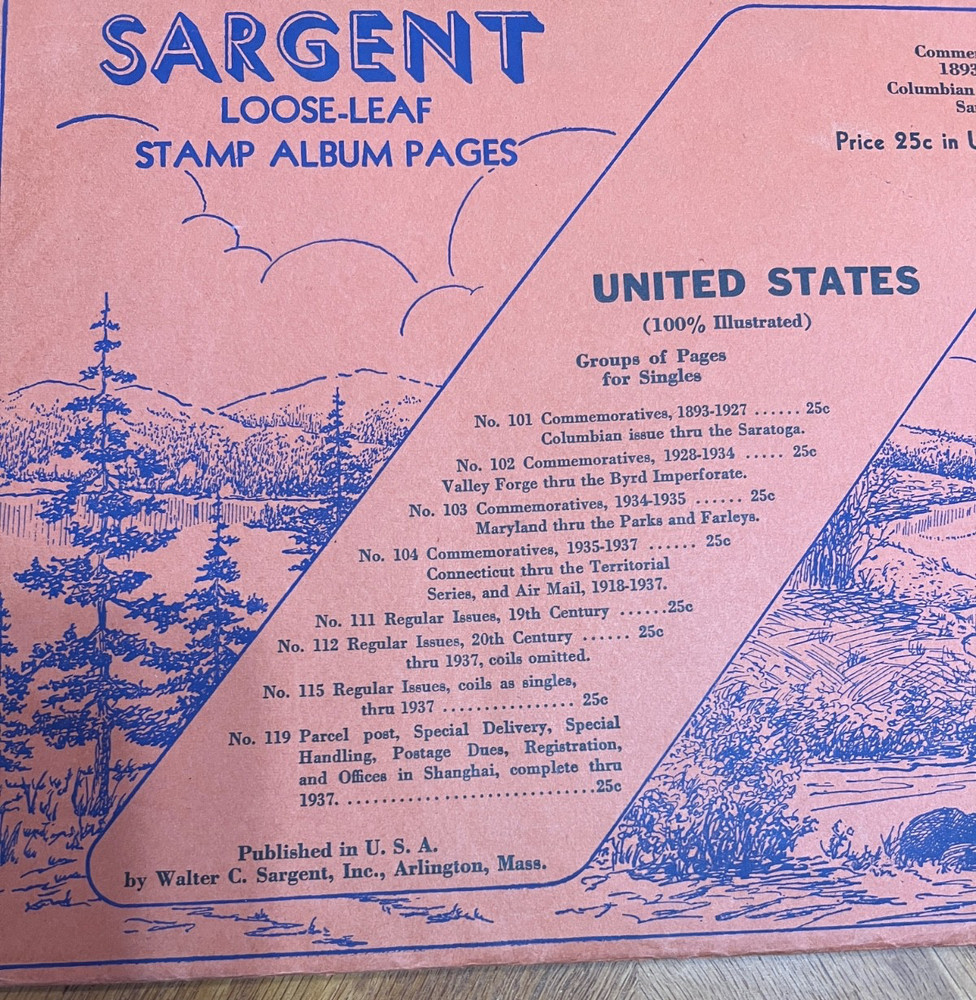 SARGENT
LOOSE-LEAF
STAMP ALBUM PAGES
1893
Columbian
Price 25c in
UNITED STATES
(100% Illustrated)
Groups of Pages
for Singles
No. 101 Commemoratives, 1893-1927 ...... 25c
Columbian issue thru the Saratoga.
No. 102 Commemoratives, 1928-1934 ..... 25c
Valley Forge thru the Byrd Imperforate.
No. 103 Commemoratives, 1934-1935 ...... 25c
Maryland thru the Parks and Farleys.
No. 104 Commemoratives, 1935-1937 ...... 25c
Connecticut thru the Territorial
Series, and Air Mail, 1918-1937.
No. 111 Regular Issues, 19th Century ......25c
No. 112 Regular Issues, 20th Century ...... 25c
thru 1937, coils omitted.
No. 115 Regular Issues, coils as singles,
thru 1937 ................ 25c
No. 119 Parcel post, Special Delivery, Special
Handling, Postage Dues, Registration,
and Offices in Shanghai, complete thru
1937. ..............................25c
Published in U. S. A.
by Walter C. Sargent, Inc., Arlington, Mass.